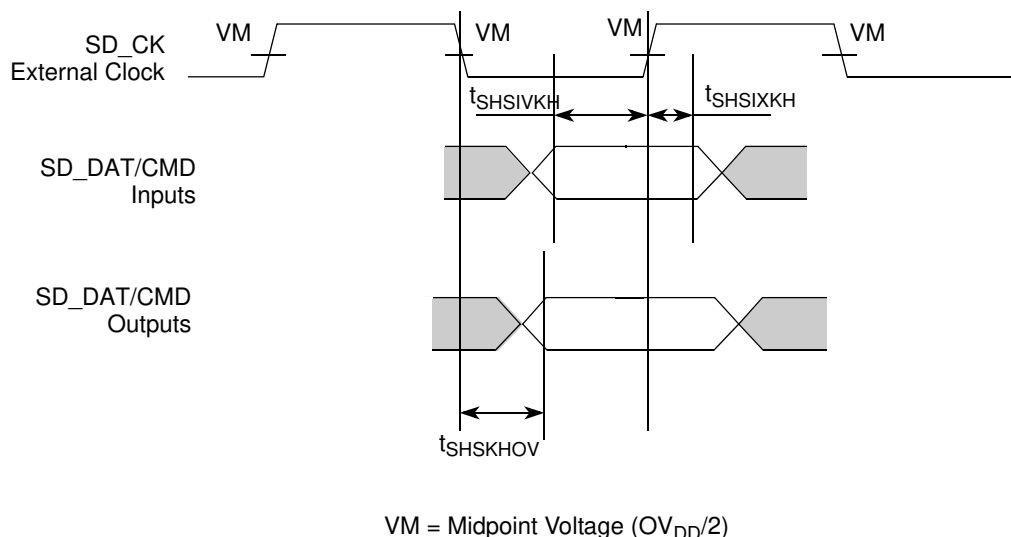 VM VM VM VM
SD_CK
External Clock
tSHSIVKH tSHSIXKH
SD_DAT/CMD
Inputs
SD_DAT/CMD
Outputs
tSHSKHOV
VM = Midpoint Voltage (OVDD/2)